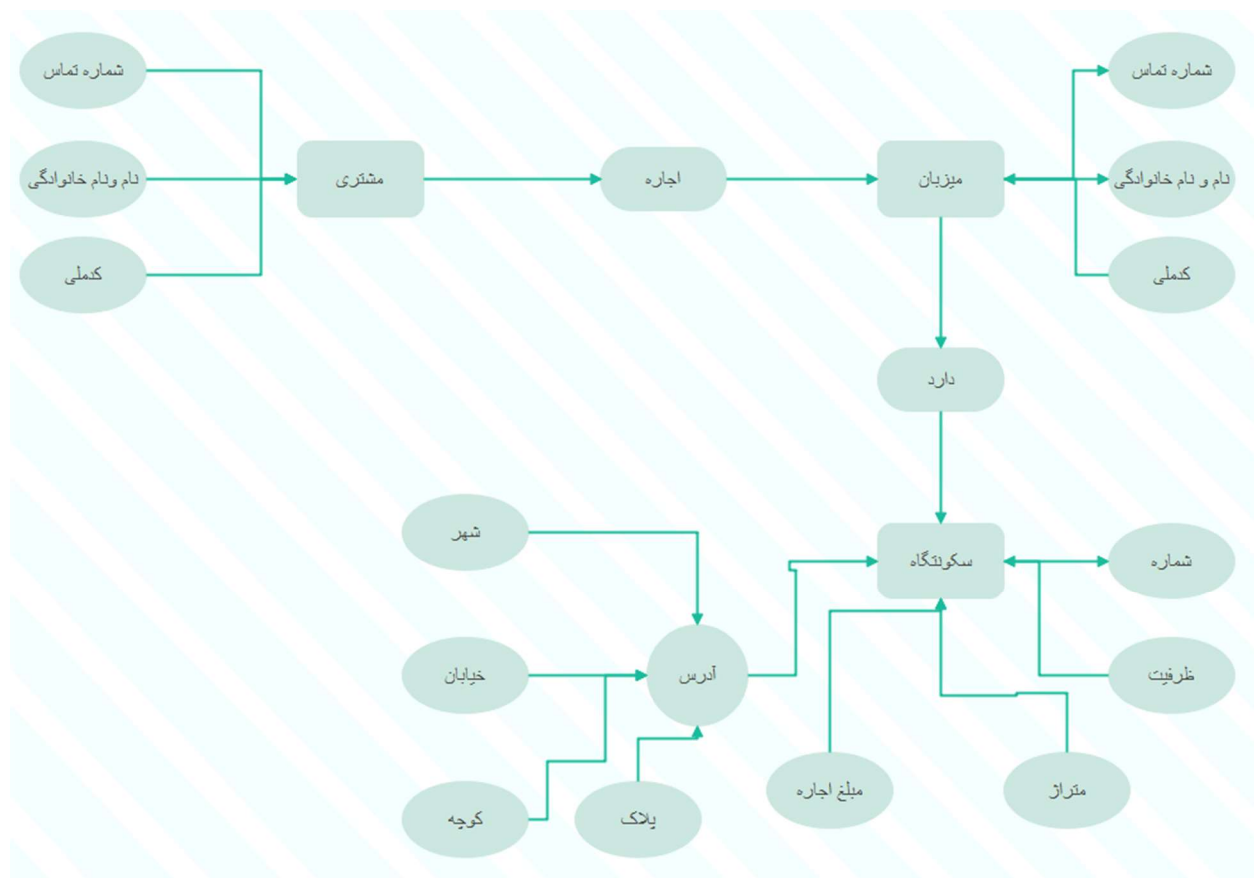 شماره تماس
شماره تماس
نام ونام خانوادگی
مشتری
اجاره
میزبان
نام و نام خانوادگی
کدملی
کدملی
دارد
شهر
سکونتگاه
شماره
خیابان
آدرس
ظرفیت
کوچه
پلاک
مبلغ اجاره
متراژ